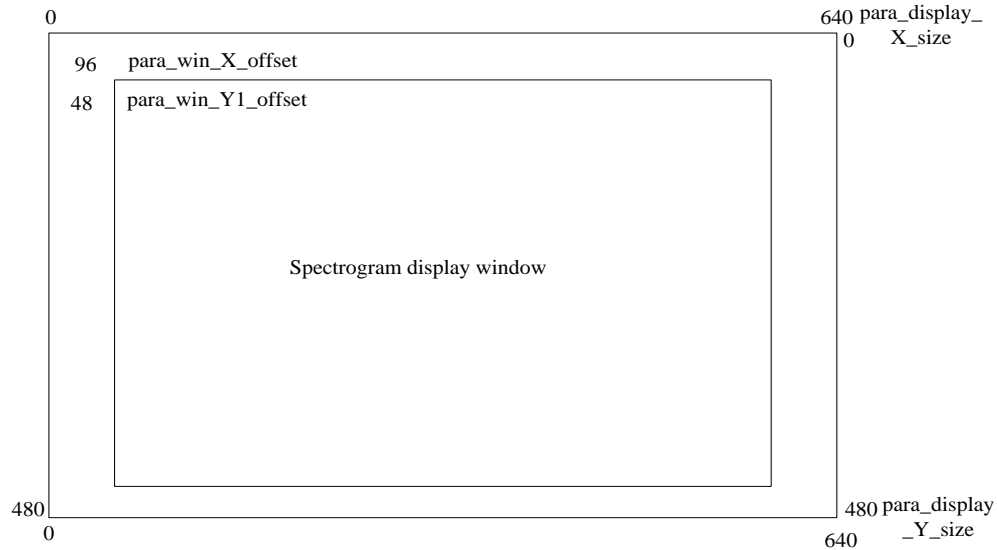 0
640 para_display_
0 X_size
96 para_win_X_offset
48 para_win_Y1_offset
Spectrogram display window
480
480 para_display
_Y_size
0
640